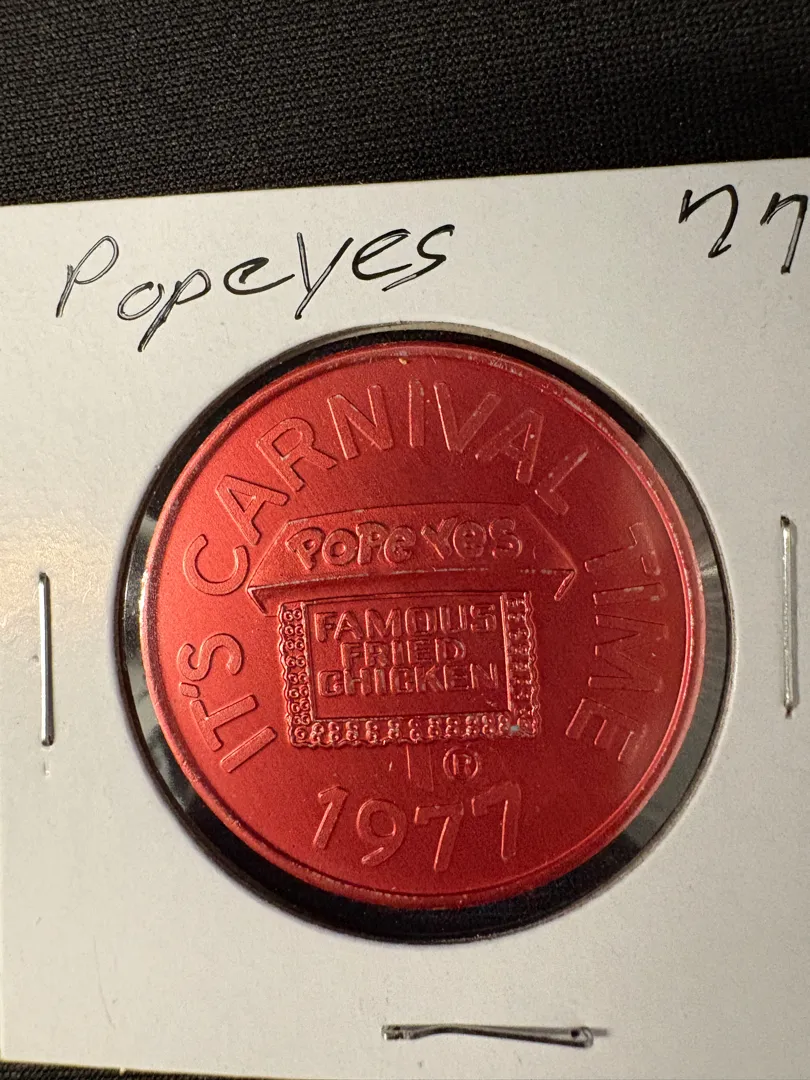 Popeyes 77
IT'S CARNIVAL TIME
POPEYES
FAMOUS
FRIED
CHICKEN
®
1977